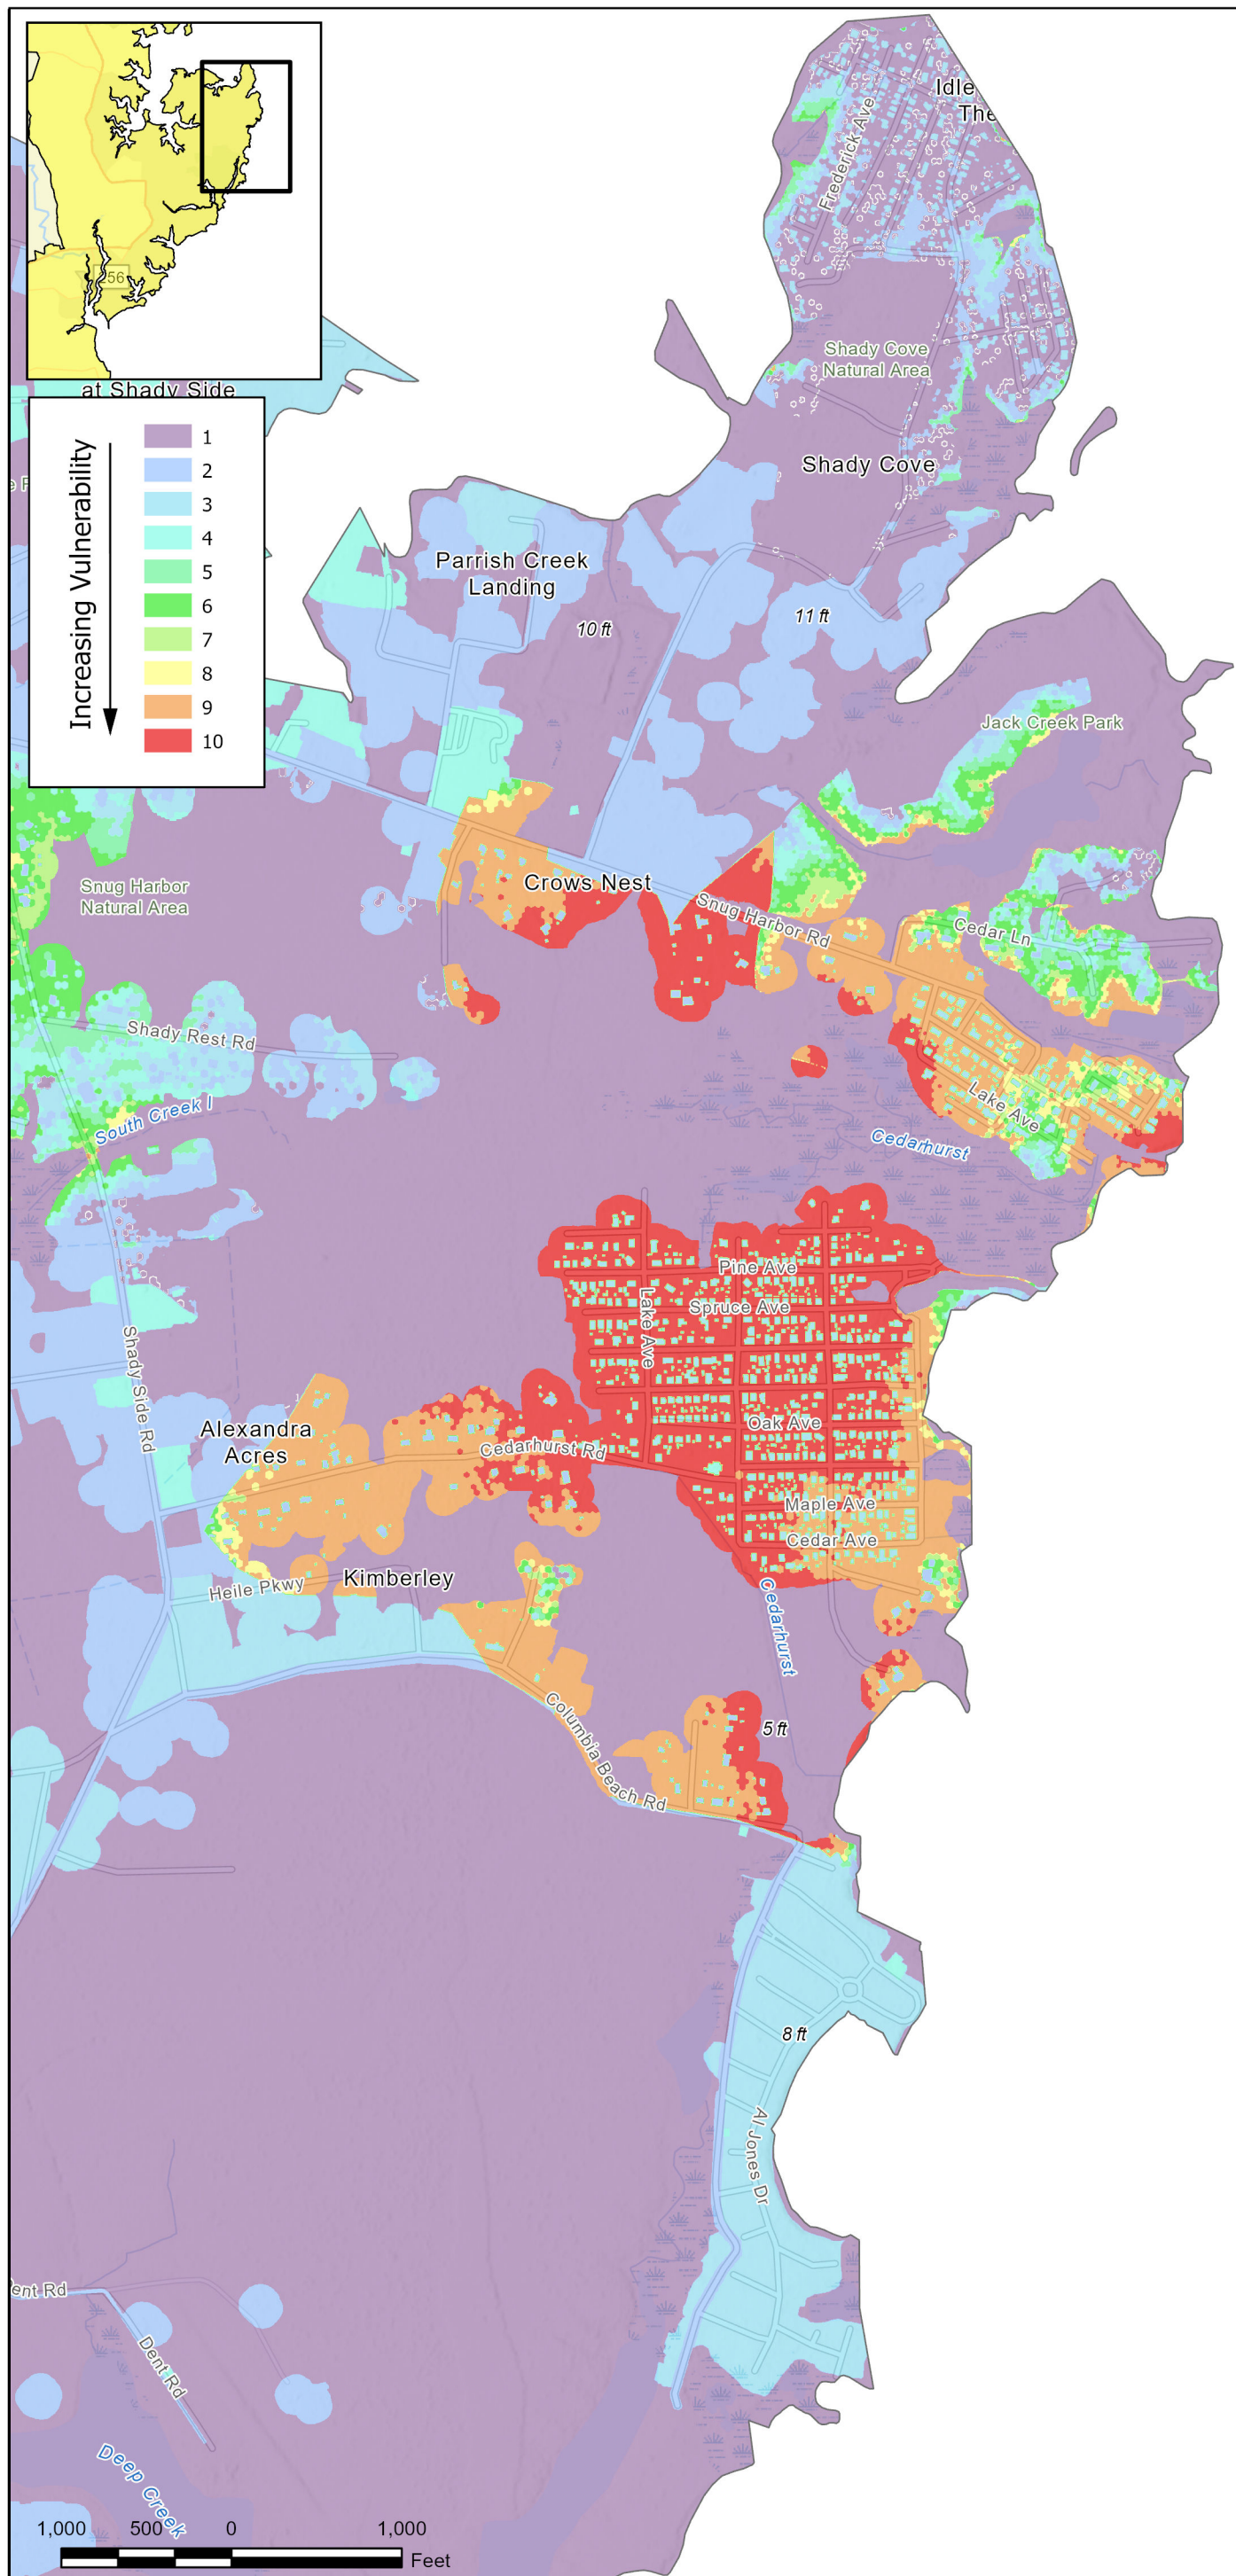 Idle
The
Frederick Ave
256
Shady Cove
Natural Area
at Shady Side
Increasing Vulnerability
1
2
3
4
5
6
7
8
9
10
Shady Cove
Parrish Creek
Landing
10 ft
11 ft
Jack Creek Park
Snug Harbor
Natural Area
Crows Nest
Snug Harbor Rd
Cedar Ln
Shady Rest Rd
South Creek
Lake Ave
Cedarhurst
Pine Ave
Spruce Ave
Lake Ave
Shady Side Rd
Oak Ave
Alexandra
Acres
Cedarhurst Rd
Maple Ave
Cedar Ave
Heile Pkwy
Kimberley
Cedarhurst
Columbia Beach Rd
5 ft
8 ft
Al Jones Dr
ent Rd
Dent Rd
Deep Creek
1,000 500 0 1,000
Feet